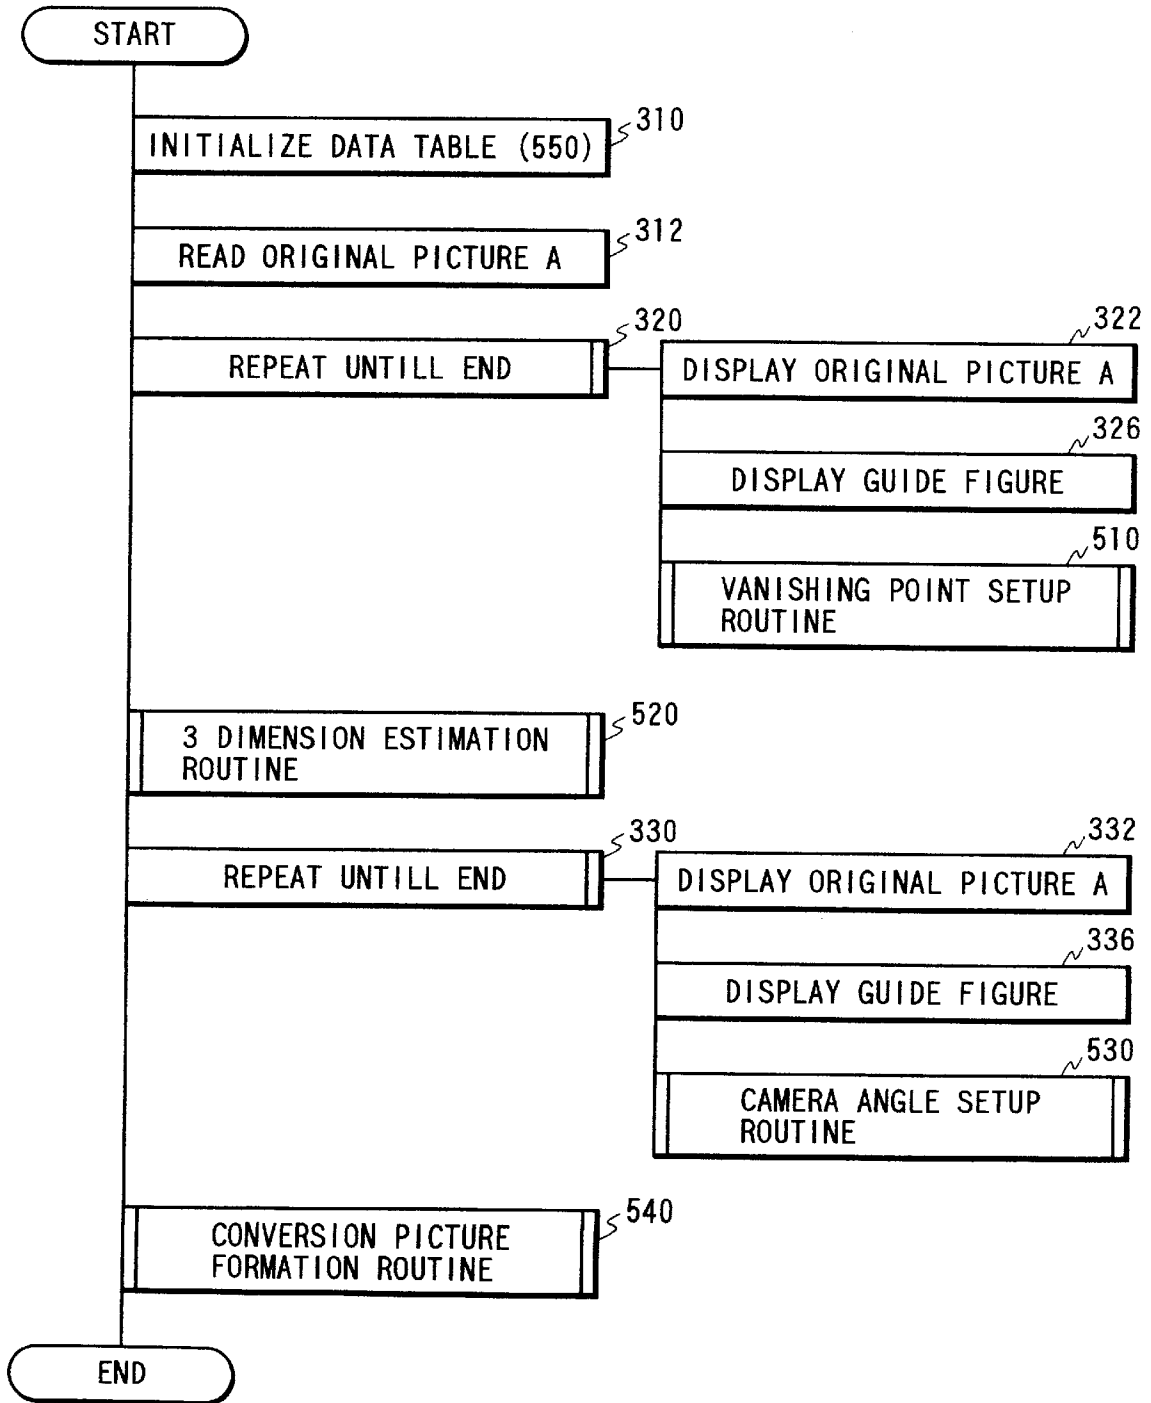 START
310
INITIALIZE DATA TABLE (550)
312
READ ORIGINAL PICTURE A
320
REPEAT UNTILL END
322
DISPLAY ORIGINAL PICTURE A
326
DISPLAY GUIDE FIGURE
510
VANISHING POINT SETUP
ROUTINE
520
3 DIMENSION ESTIMATION
ROUTINE
330
REPEAT UNTILL END
332
DISPLAY ORIGINAL PICTURE A
336
DISPLAY GUIDE FIGURE
530
CAMERA ANGLE SETUP
ROUTINE
540
CONVERSION PICTURE
FORMATION ROUTINE
END